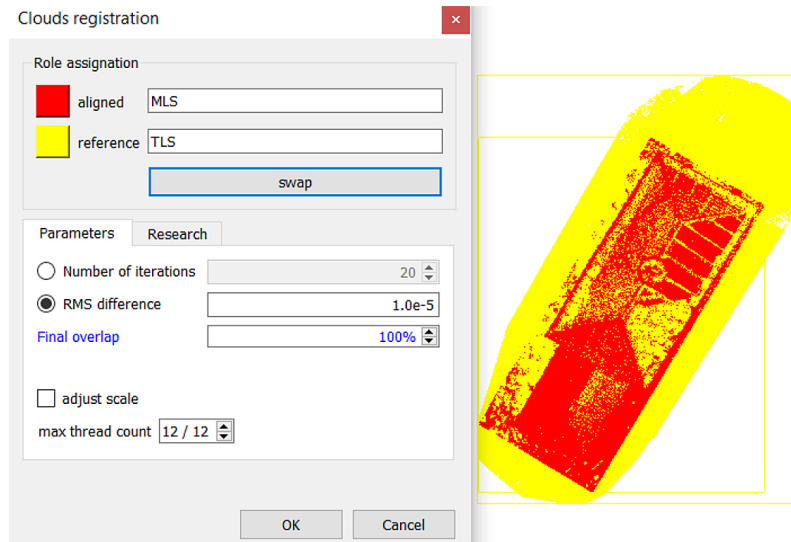 Clouds registration
Role assignation
aligned MLS
reference TLS
swap
Parameters Research
Number of iterations 20
RMS difference 1.0e-5
Final overlap 100%
adjust scale
max thread count 12 / 12
OK Cancel